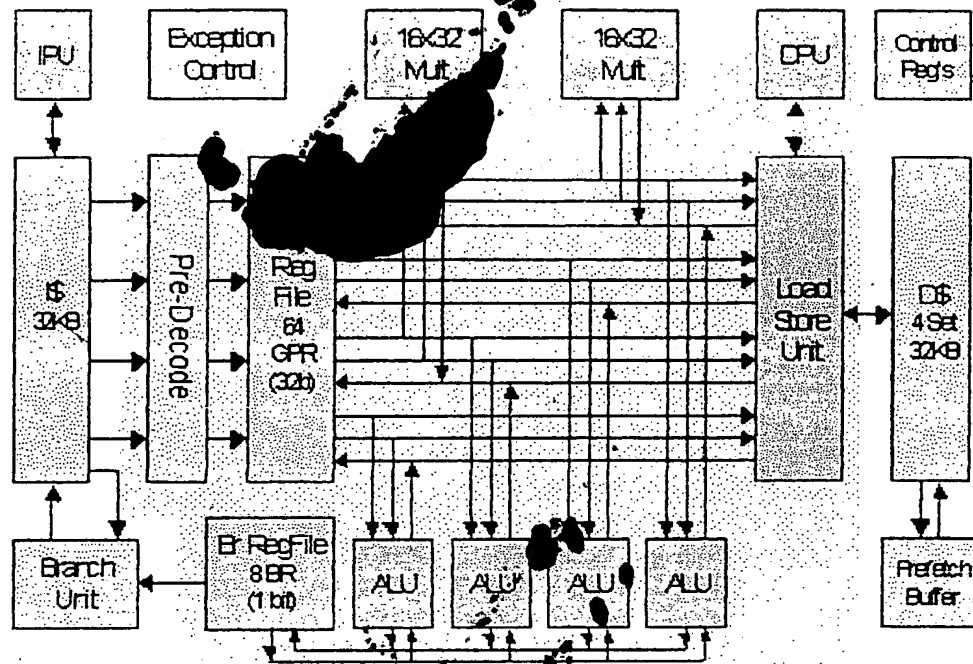 IPU
Exception
Control
16x32
Mult
16x32
Mult
DPU
Control
Reg's
I$
32KB
Pre-Decode
Reg
File
64
GPR
(32b)
Load
Store
Unit
D$
4 Set
32KB
Branch
Unit
Br RegFile
8 BR
(1 bit)
ALU
ALU
ALU
ALU
Prefetch
Buffer